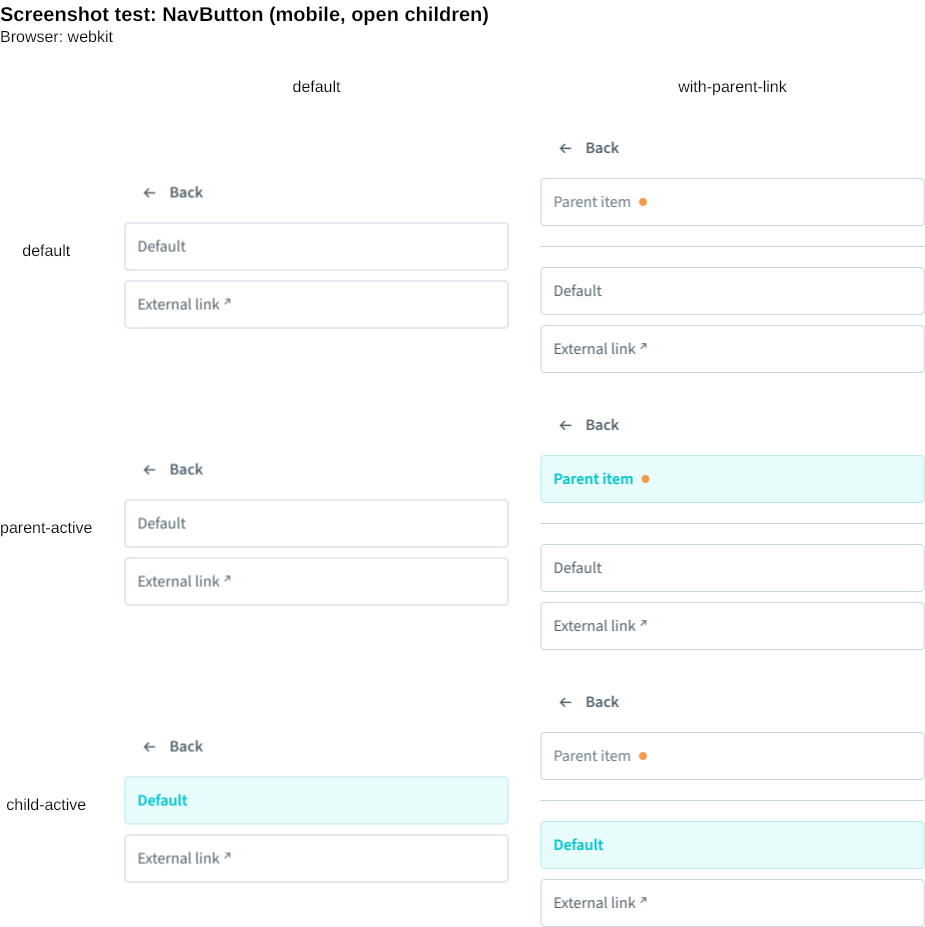 Screenshot test: NavButton (mobile, open children)
Browser: webkit
default
with-parent-link
default
← Back
Default
External link ↗
← Back
Parent item
Default
External link ↗
parent-active
← Back
Default
External link ↗
← Back
Parent item
Default
External link ↗
child-active
← Back
Default
External link ↗
← Back
Parent item
Default
External link ↗